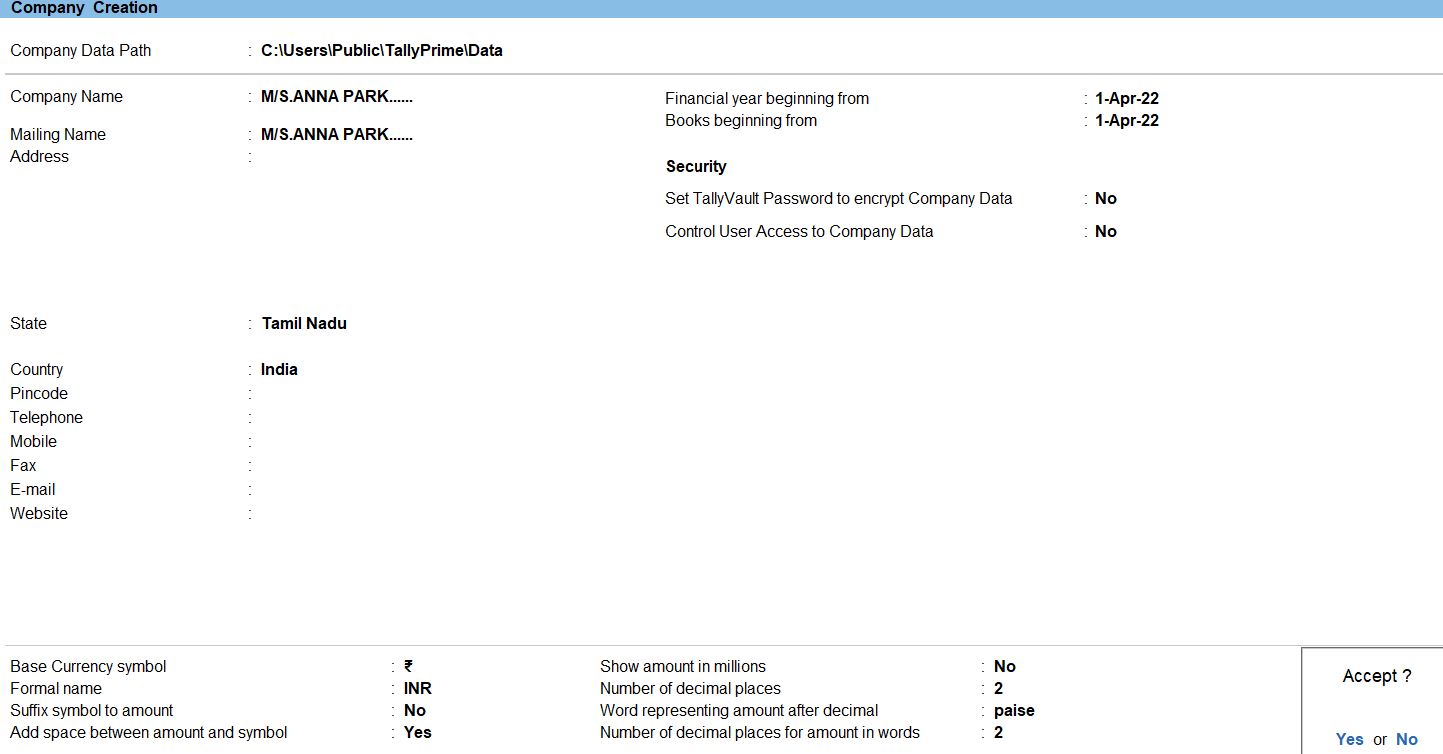 Company Creation
Company Data Path : C:\Users\Public\TallyPrime\Data
Company Name : M/S.ANNA PARK......
Mailing Name : M/S.ANNA PARK......
Address :
Financial year beginning from : 1-Apr-22
Books beginning from : 1-Apr-22
Security
Set TallyVault Password to encrypt Company Data : No
Control User Access to Company Data : No
State : Tamil Nadu
Country : India
Pincode :
Telephone :
Mobile :
Fax :
E-mail :
Website :
Base Currency symbol : ₹
Formal name : INR
Suffix symbol to amount : No
Add space between amount and symbol : Yes
Show amount in millions : No
Number of decimal places : 2
Word representing amount after decimal : paise
Number of decimal places for amount in words : 2
Accept ?
Yes or No